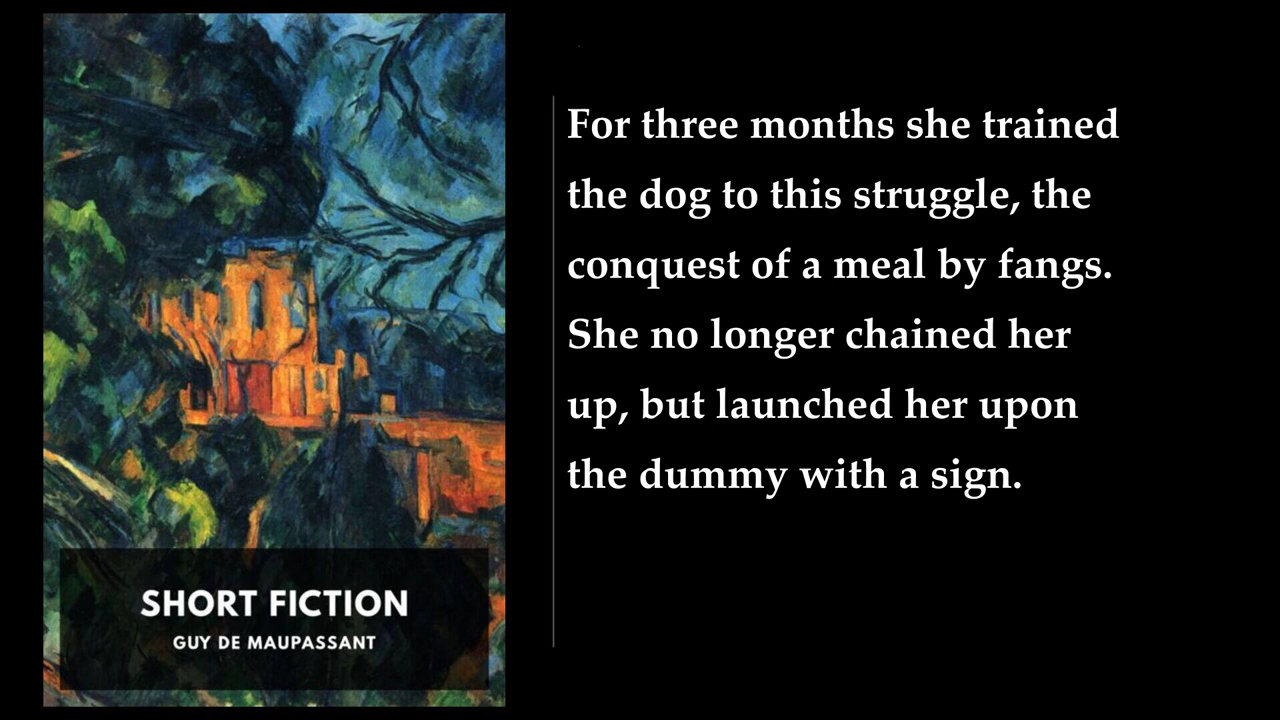 For three months she trained
the dog to this struggle, the
conquest of a meal by fangs.
She no longer chained her
up, but launched her upon
the dummy with a sign.
SHORT FICTION
GUY DE MAUPASSANT